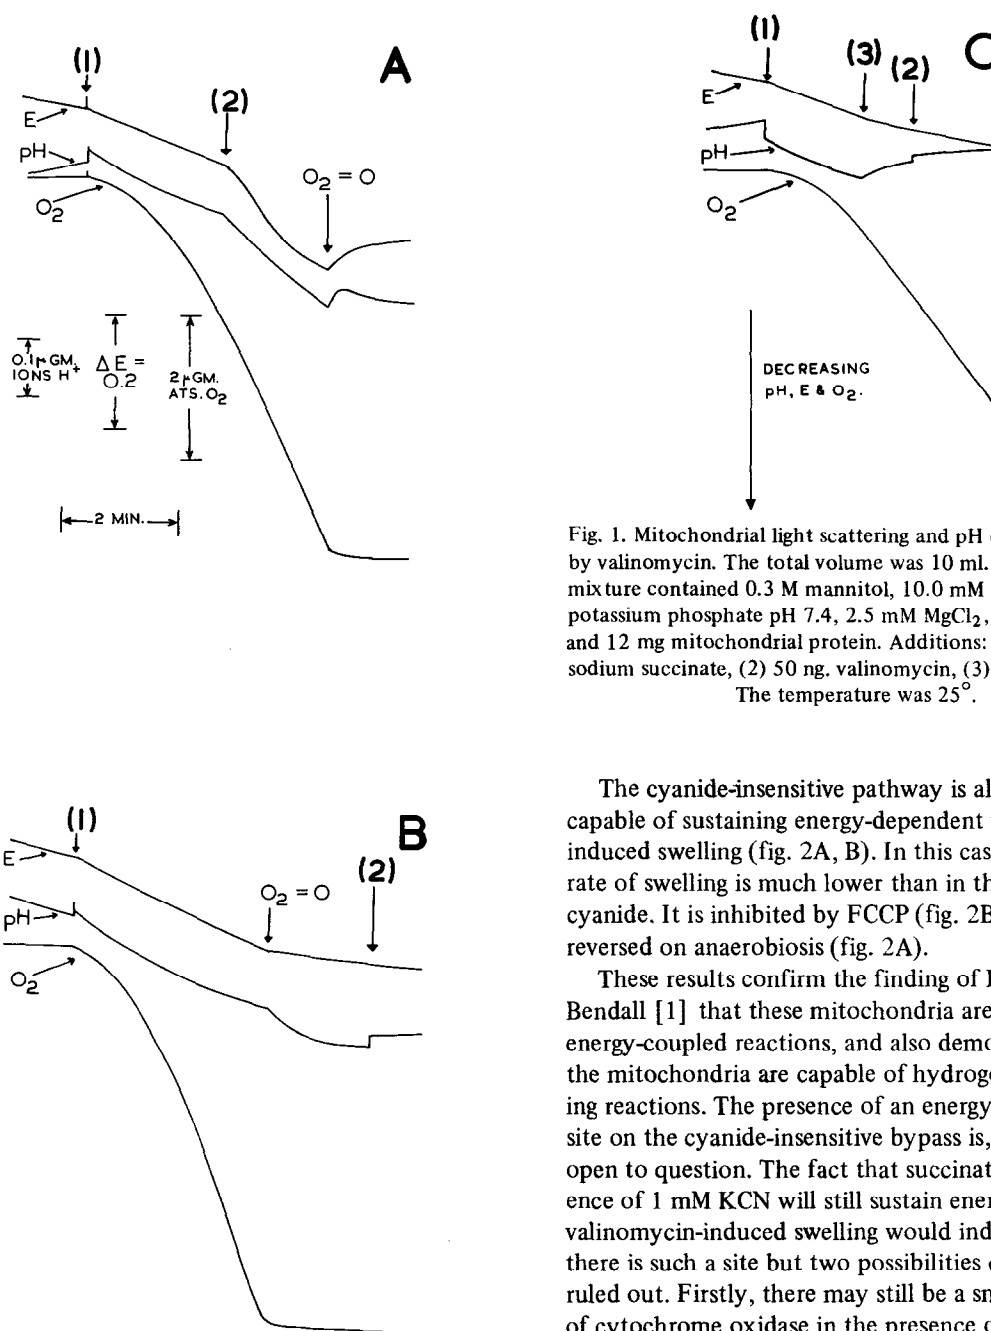 (1)
A
(2)
E
pH
O2 = O
O2
0.1μ GM.
IONS H+
Δ E =
0.2
2μGM.
ATS. O2
2 MIN.
(1)
B
(2)
E
O2 = O
pH
O2
(1)
(3)
(2)
E
pH
O2
DECREASING
pH, E & O2.
Fig. 1. Mitochondrial light scattering and pH
by valinomycin. The total volume was 10 ml.
mixture contained 0.3 M mannitol, 10.0 mM
potassium phosphate pH 7.4, 2.5 mM MgCl2,
and 12 mg mitochondrial protein. Additions:
sodium succinate, (2) 50 ng. valinomycin, (3)
The temperature was 25°.
The cyanide-insensitive pathway is al
capable of sustaining energy-dependent
induced swelling (fig. 2A, B). In this cas
rate of swelling is much lower than in th
cyanide. It is inhibited by FCCP (fig. 2B
reversed on anaerobiosis (fig. 2A).
These results confirm the finding of
Bendall [1] that these mitochondria are
energy-coupled reactions, and also demo
the mitochondria are capable of hydroge
ing reactions. The presence of an energy
site on the cyanide-insensitive bypass is,
open to question. The fact that succinat
ence of 1 mM KCN will still sustain ener
valinomycin-induced swelling would ind
there is such a site but two possibilities
ruled out. Firstly, there may still be a sm
of cytochrome oxidase in the presence o